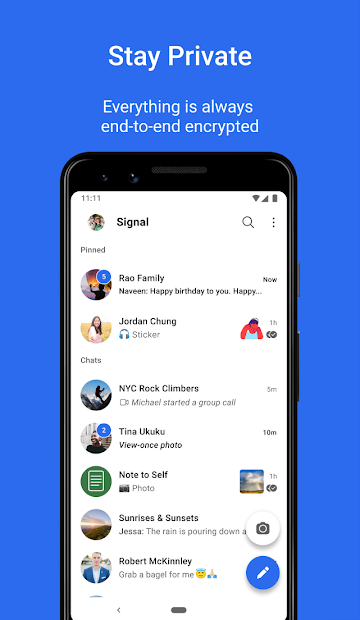 Stay Private
Everything is always
end-to-end encrypted
11:11
Signal
Pinned
5
Rao Family
Now
Naveen: Happy birthday to you. Happy...
Jordan Chung
1h
🎧 Sticker
Chats
NYC Rock Climbers
5m
Michael started a group call
2
Tina Ukuku
10m
View-once photo
Note to Self
1h
📷 Photo
Sunrises & Sunsets
Jessa: The rain is pouring down a
Robert McKinnley
Grab a bagel for me 😇🙏